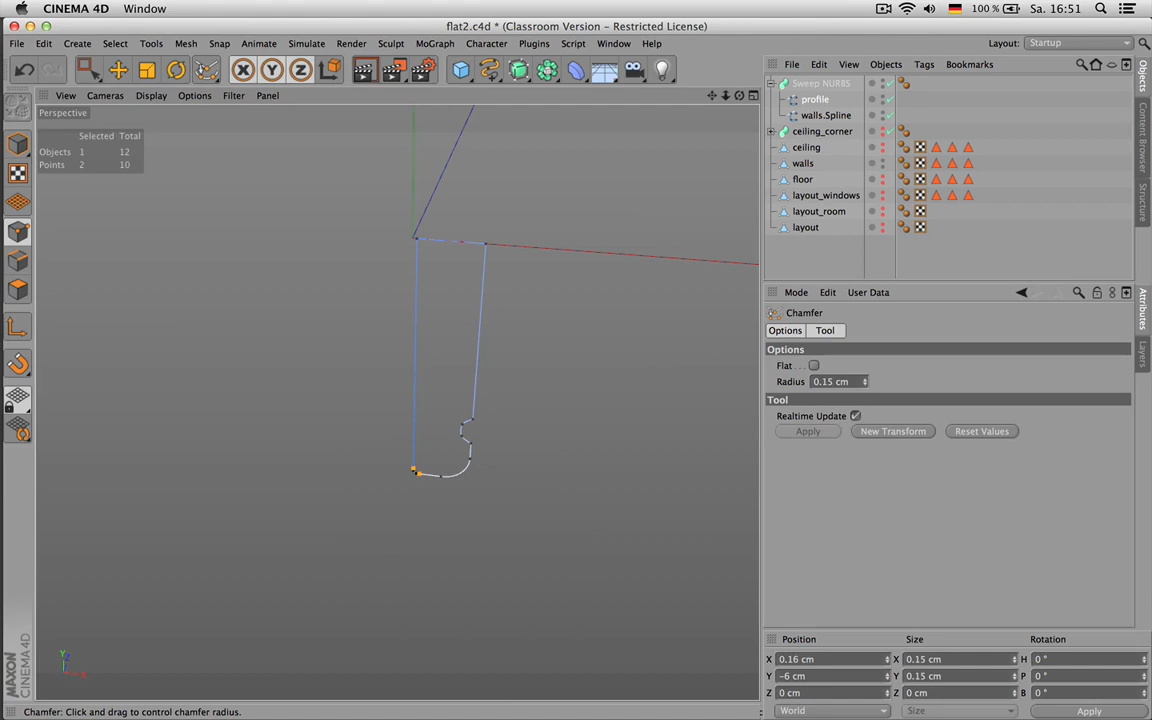 CINEMA 4D Window 100 % Sa. 16:51
flat2.c4d * (Classroom Version - Restricted License)
File Edit Create Select Tools Mesh Snap Animate Simulate Render Sculpt MoGraph Character Plugins Script Window Help Layout: Startup
X Y Z
File Edit View Objects Tags Bookmarks
View Cameras Display Options Filter Panel
Perspective
Selected Total
Objects 1 12
Points 2 10
Sweep NURBS
profile
walls.Spline
ceiling_corner
ceiling
walls
floor
layout_windows
layout_room
layout
Objects
Content Browser
Structure
Mode Edit User Data
Chamfer
Options Tool
Options
Flat . . .
Radius 0.15 cm
Tool
Realtime Update
Apply New Transform Reset Values
Attributes
Layers
Position Size Rotation
X 0.16 cm X 0.15 cm H 0 °
Y -6 cm Y 0.15 cm P 0 °
Z 0 cm Z 0 cm B 0 °
World Size Apply
Y
Z
X
MAXON
CINEMA 4D
Chamfer: Click and drag to control chamfer radius.